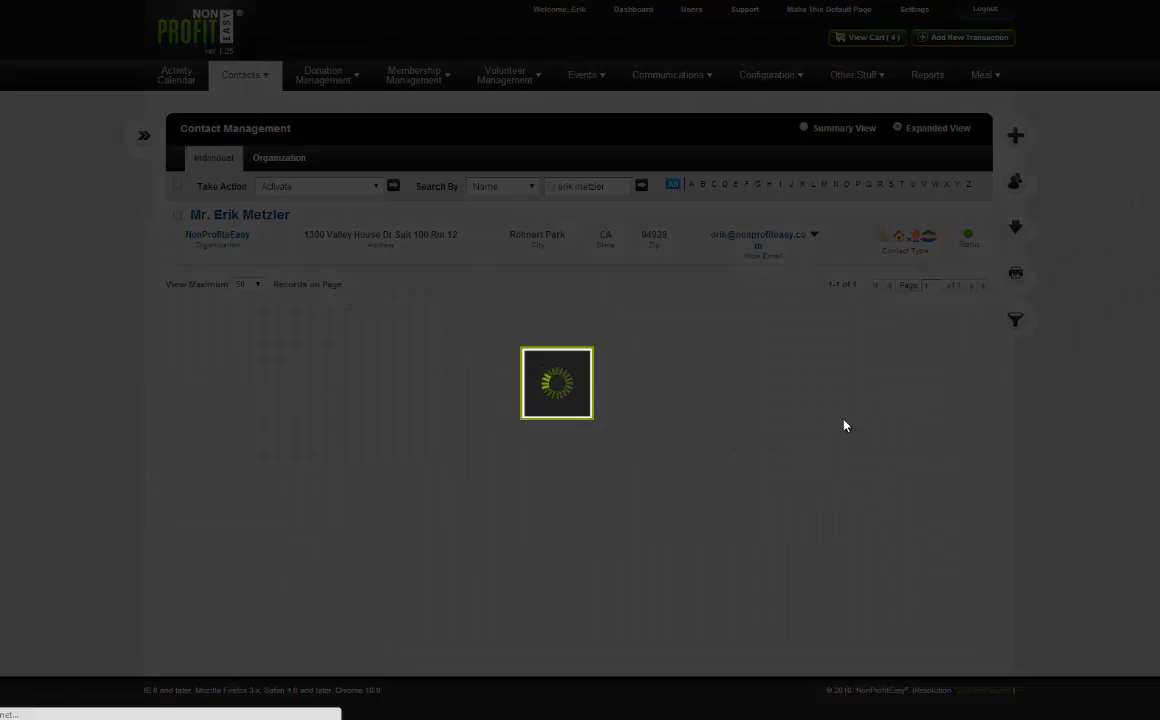 NON PROFIT EASY ®
ver 1.25
Welcome, Erik Dashboard Users Support Make This Default Page Settings Logout
View Cart ( 4 ) Add New Transaction
Activity Calendar Contacts Donation Management Membership Management Volunteer Management Events Communications Configuration Other Stuff Reports Meal
Contact Management Summary View Expanded View
Individual Organization
Take Action Activate Search By Name erik metzler All A B C D E F G H I J K L M N O P Q R S T U V W X Y Z
Mr. Erik Metzler
NonProfiteEasy 1300 Valley House Dr Suit 100 Rm 12, Rohnert Park CA 94928 erik@nonprofiteasy.co
m
Organization Address City State Zip Work Email Contact Type Status
View Maximum 50 Records on Page 1-1 of 1 Page 1 of 1
IE 8 and later, Mozilla Firefox 3.x, Safari 4.0 and later, Chrome 10.0 © 2010, NonProfitEasy®. (Resolution
net...